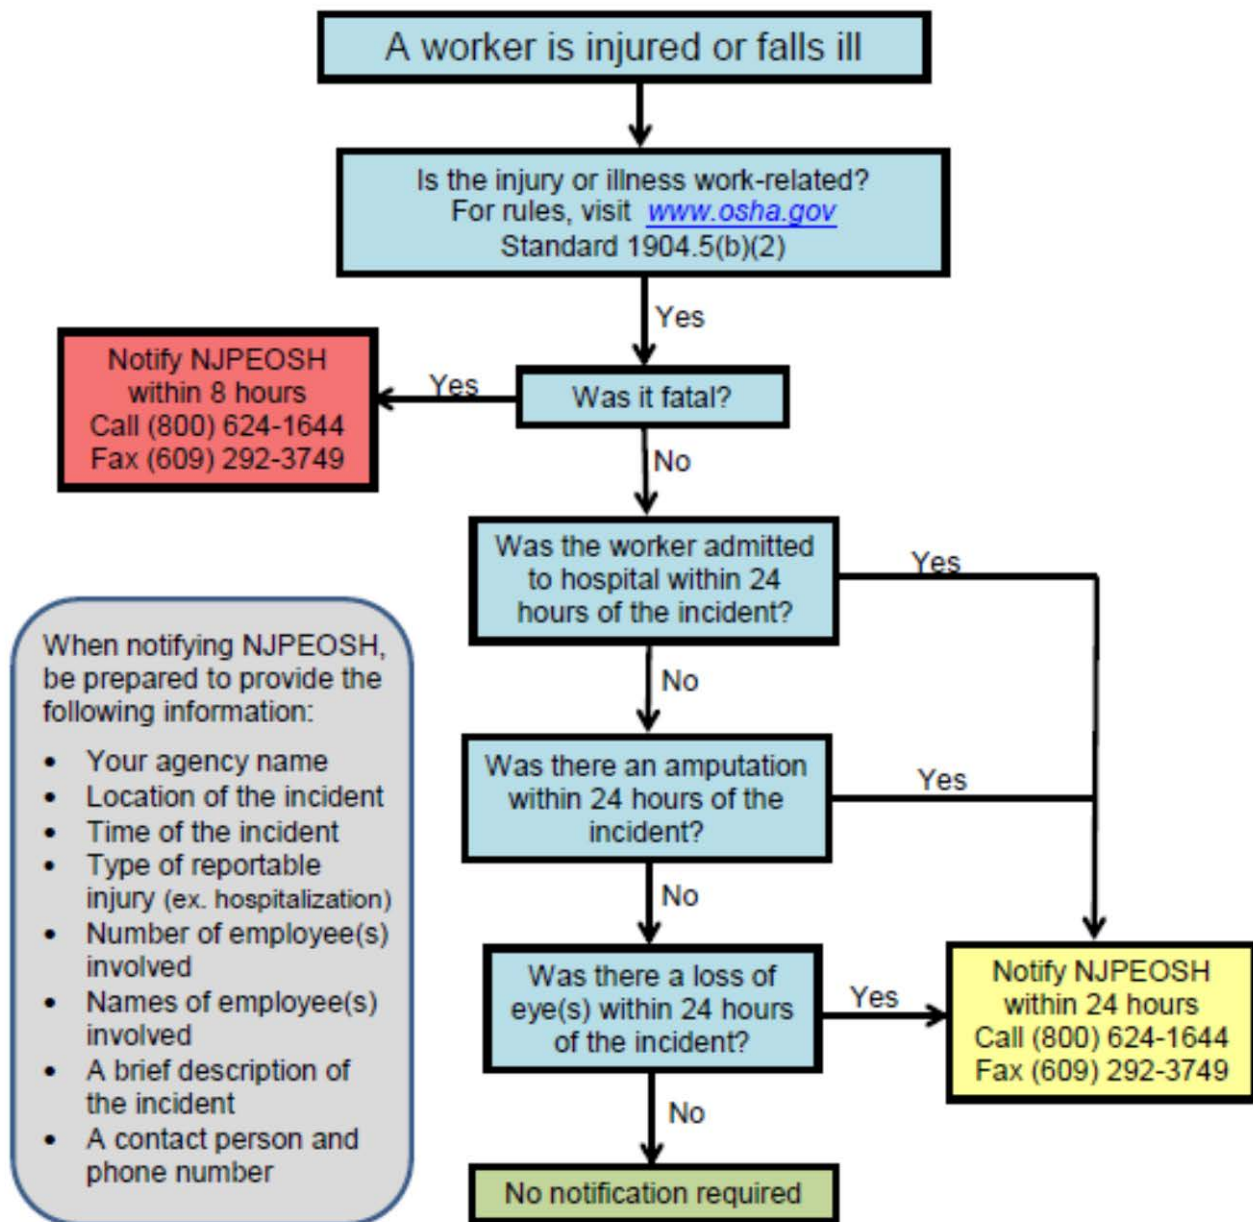 A worker is injured or falls ill
Is the injury or illness work-related?
For rules, visit www.osha.gov
Standard 1904.5(b)(2)
Yes
Was it fatal?
Yes
Notify NJPEOSH
within 8 hours
Call (800) 624-1644
Fax (609) 292-3749
No
Was the worker admitted
to hospital within 24
hours of the incident?
Yes
No
Was there an amputation
within 24 hours of the
incident?
Yes
No
Was there a loss of
eye(s) within 24 hours
of the incident?
Yes
Notify NJPEOSH
within 24 hours
Call (800) 624-1644
Fax (609) 292-3749
No
No notification required
When notifying NJPEOSH,
be prepared to provide the
following information:
• Your agency name
• Location of the incident
• Time of the incident
• Type of reportable
injury (ex. hospitalization)
• Number of employee(s)
involved
• Names of employee(s)
involved
• A brief description of
the incident
• A contact person and
phone number